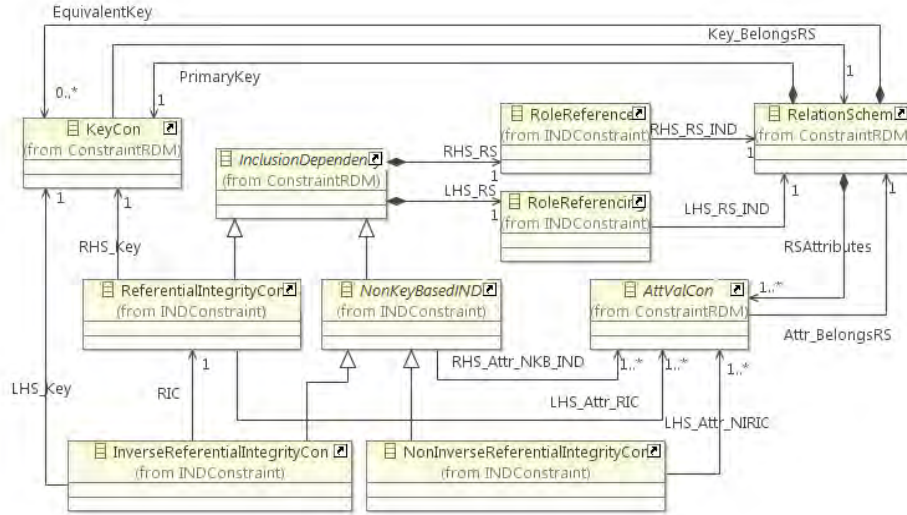 EquivalentKey
Key_BelongsRS
PrimaryKey
0..*
1
1
KeyCon
(from ConstraintRDM)
RoleReference
(from INDConstraint)
RHS_RS_IND
RelationSchem
(from ConstraintRDM)
InclusionDependency
(from ConstraintRDM)
RHS_RS
1
1
LHS_RS
1
RoleReferencing
(from INDConstraint)
LHS_RS_IND
1
1
1
1
RHS_Key
RSAttributes
ReferentialIntegrityCon
(from INDConstraint)
NonKeyBasedIND
(from INDConstraint)
AttValCon
(from ConstraintRDM)
1..*
Attr_BelongsRS
RHS_Attr_NKB_IND
1..*
1..*
1..*
LHS_Key
RIC
1
LHS_Attr_RIC
LHS_Attr_NIRIC
InverseReferentialIntegrityCon
(from INDConstraint)
NonInverseReferentialIntegrityCon
(from INDConstraint)